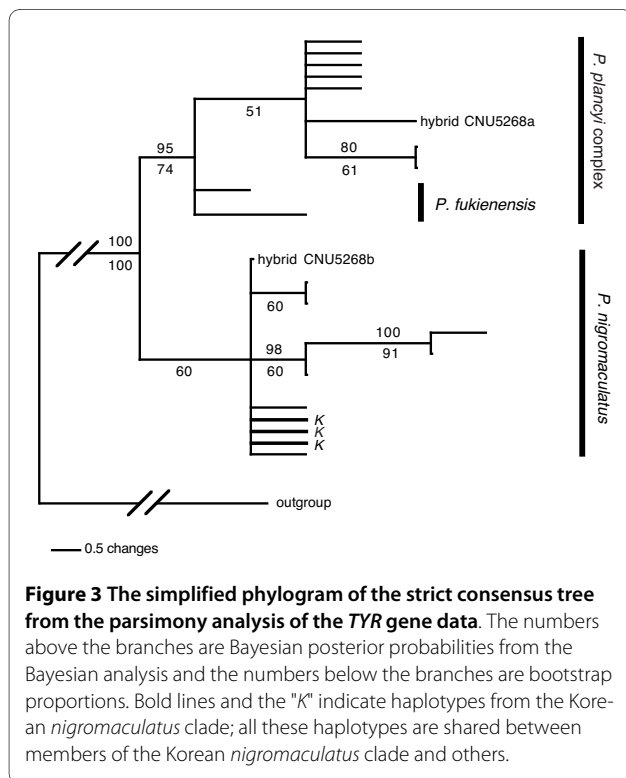 51
hybrid CNU5268a
95
80
74
61
P. fukienensis
P. plancyi complex
100
100
hybrid CNU5268b
60
100
98
60
60
91
K
K
K
P. nigromaculatus
outgroup
0.5 changes
Figure 3 The simplified phylogram of the strict consensus tree
from the parsimony analysis of the TYR gene data. The numbers
above the branches are Bayesian posterior probabilities from the
Bayesian analysis and the numbers below the branches are bootstrap
proportions. Bold lines and the "K" indicate haplotypes from the Kore-
an nigromaculatus clade; all these haplotypes are shared between
members of the Korean nigromaculatus clade and others.